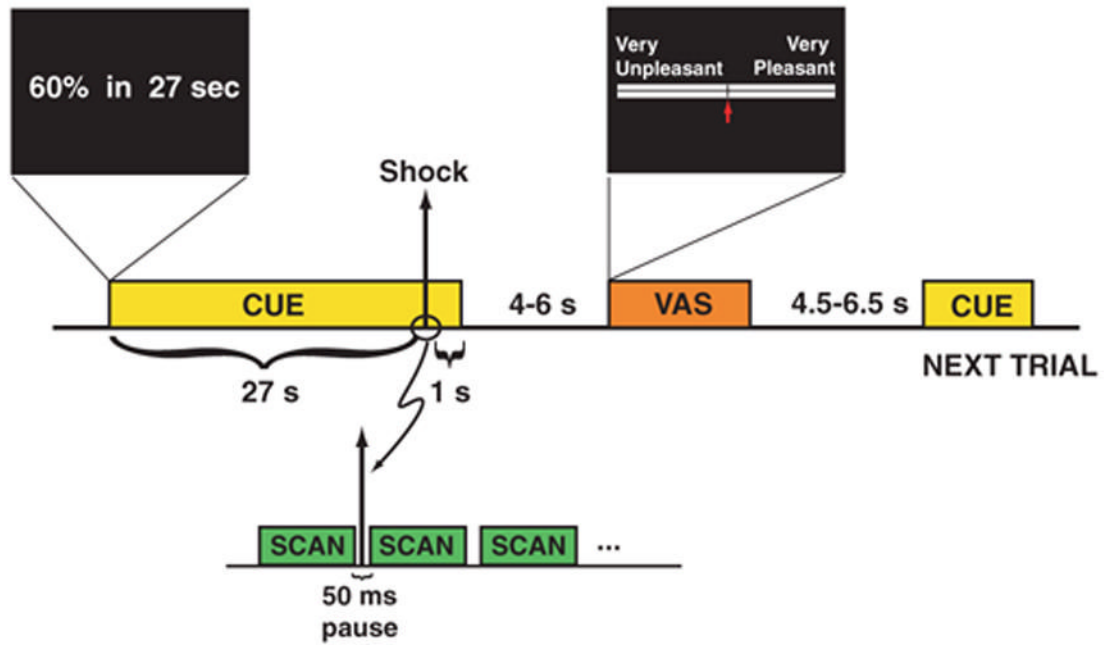 60% in 27 sec
Very Very
Unpleasant Pleasant
Shock
CUE
4-6 s
VAS
4.5-6.5 s
CUE
27 s
1 s
NEXT TRIAL
SCAN SCAN SCAN ...
50 ms
pause